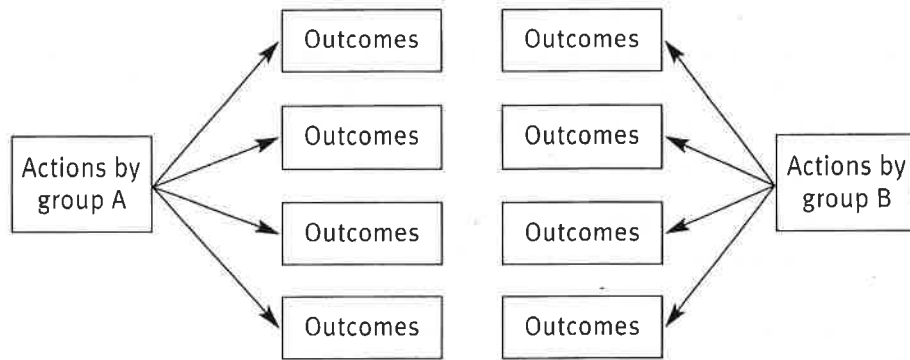 Outcomes
Outcomes
Outcomes
Outcomes
Actions by
group A
Actions by
group B
Outcomes
Outcomes
Outcomes
Outcomes